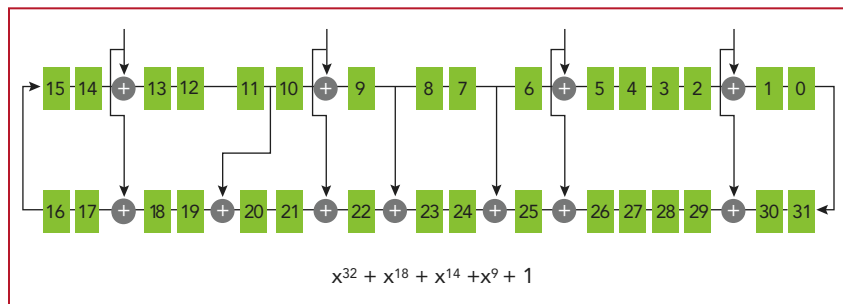 15 14 + 13 12 11 10 + 9 8 7 6 + 5 4 3 2 + 1 0
16 17 + 18 19 + 20 21 + 22 + 23 24 + 25 + 26 27 28 29 + 30 31
x³² + x¹⁸ + x¹⁴ +x⁹ + 1